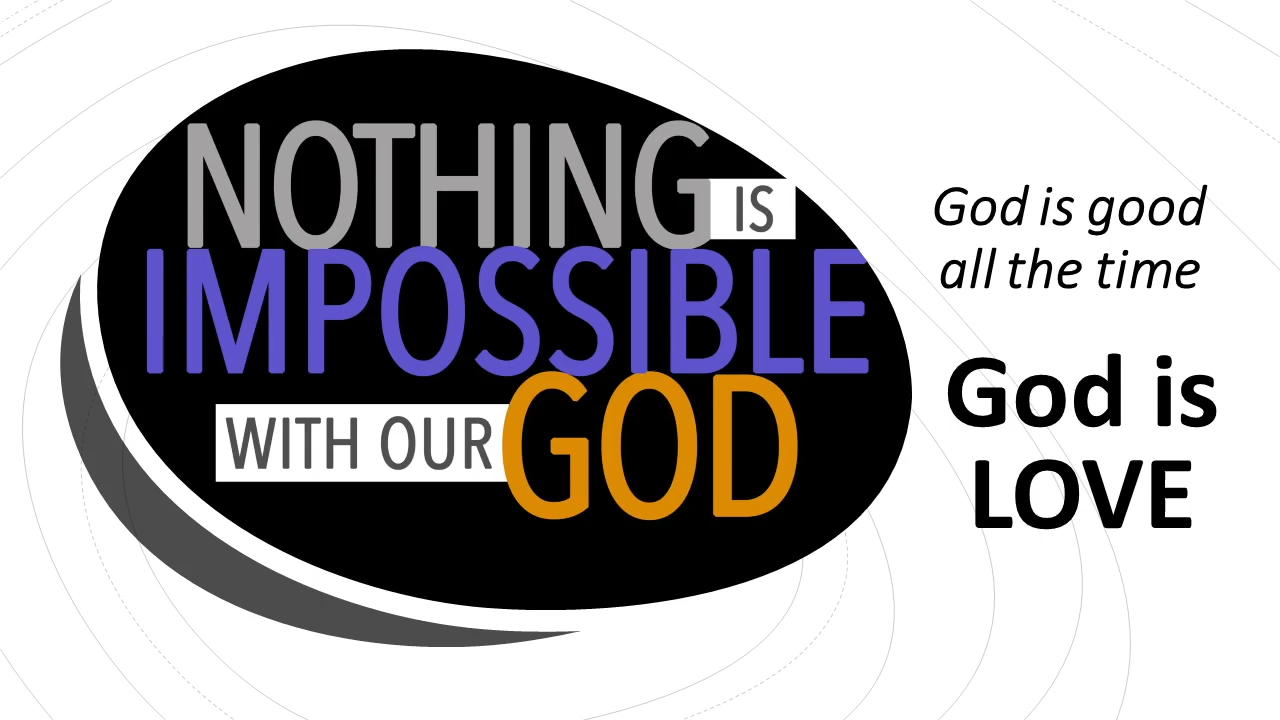 NOTHING IS
IMPOSSIBLE
WITH OUR GOD
God is good
all the time
God is
LOVE